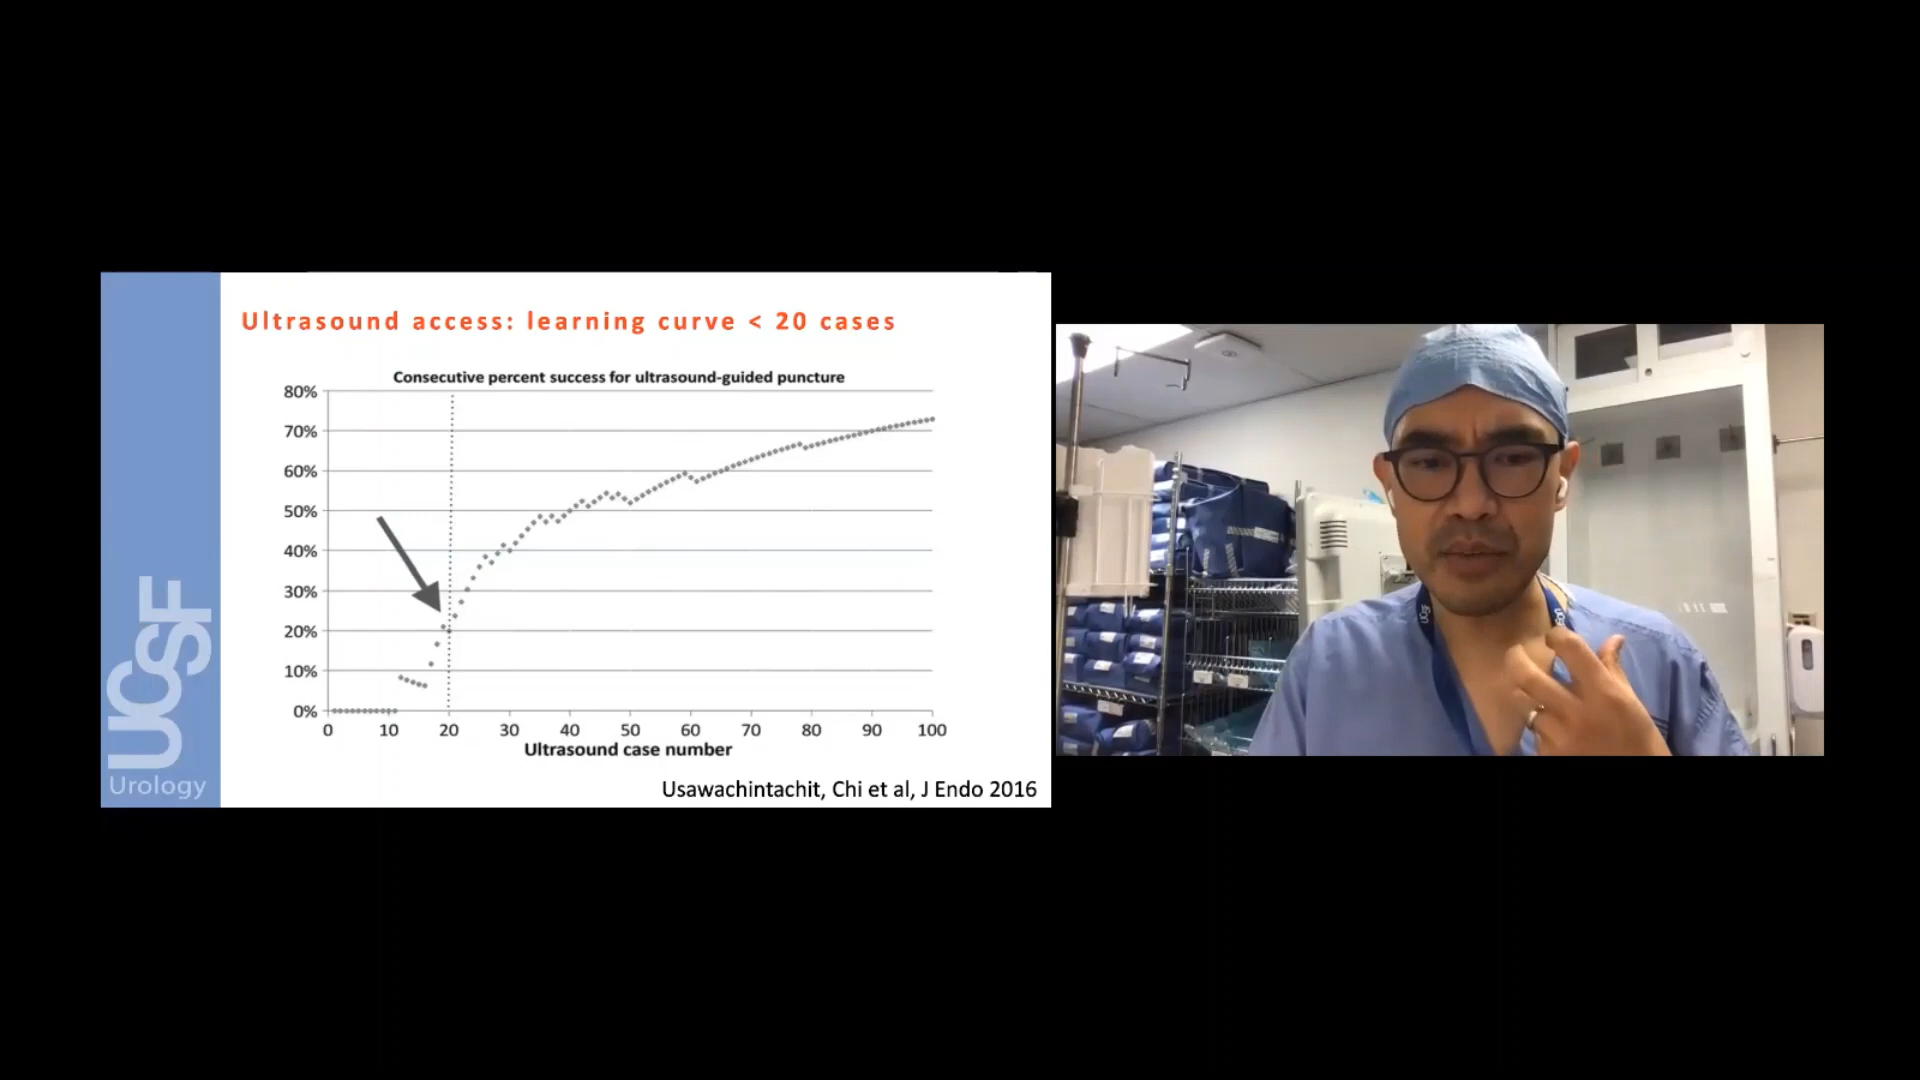 Ultrasound access: learning curve < 20 cases
Consecutive percent success for ultrasound-guided puncture
80%
70%
60%
50%
40%
30%
20%
10%
0%
0 10 20 30 40 50 60 70 80 90 100
Ultrasound case number
Usawachintachit, Chi et al, J Endo 2016
UCSF
Urology